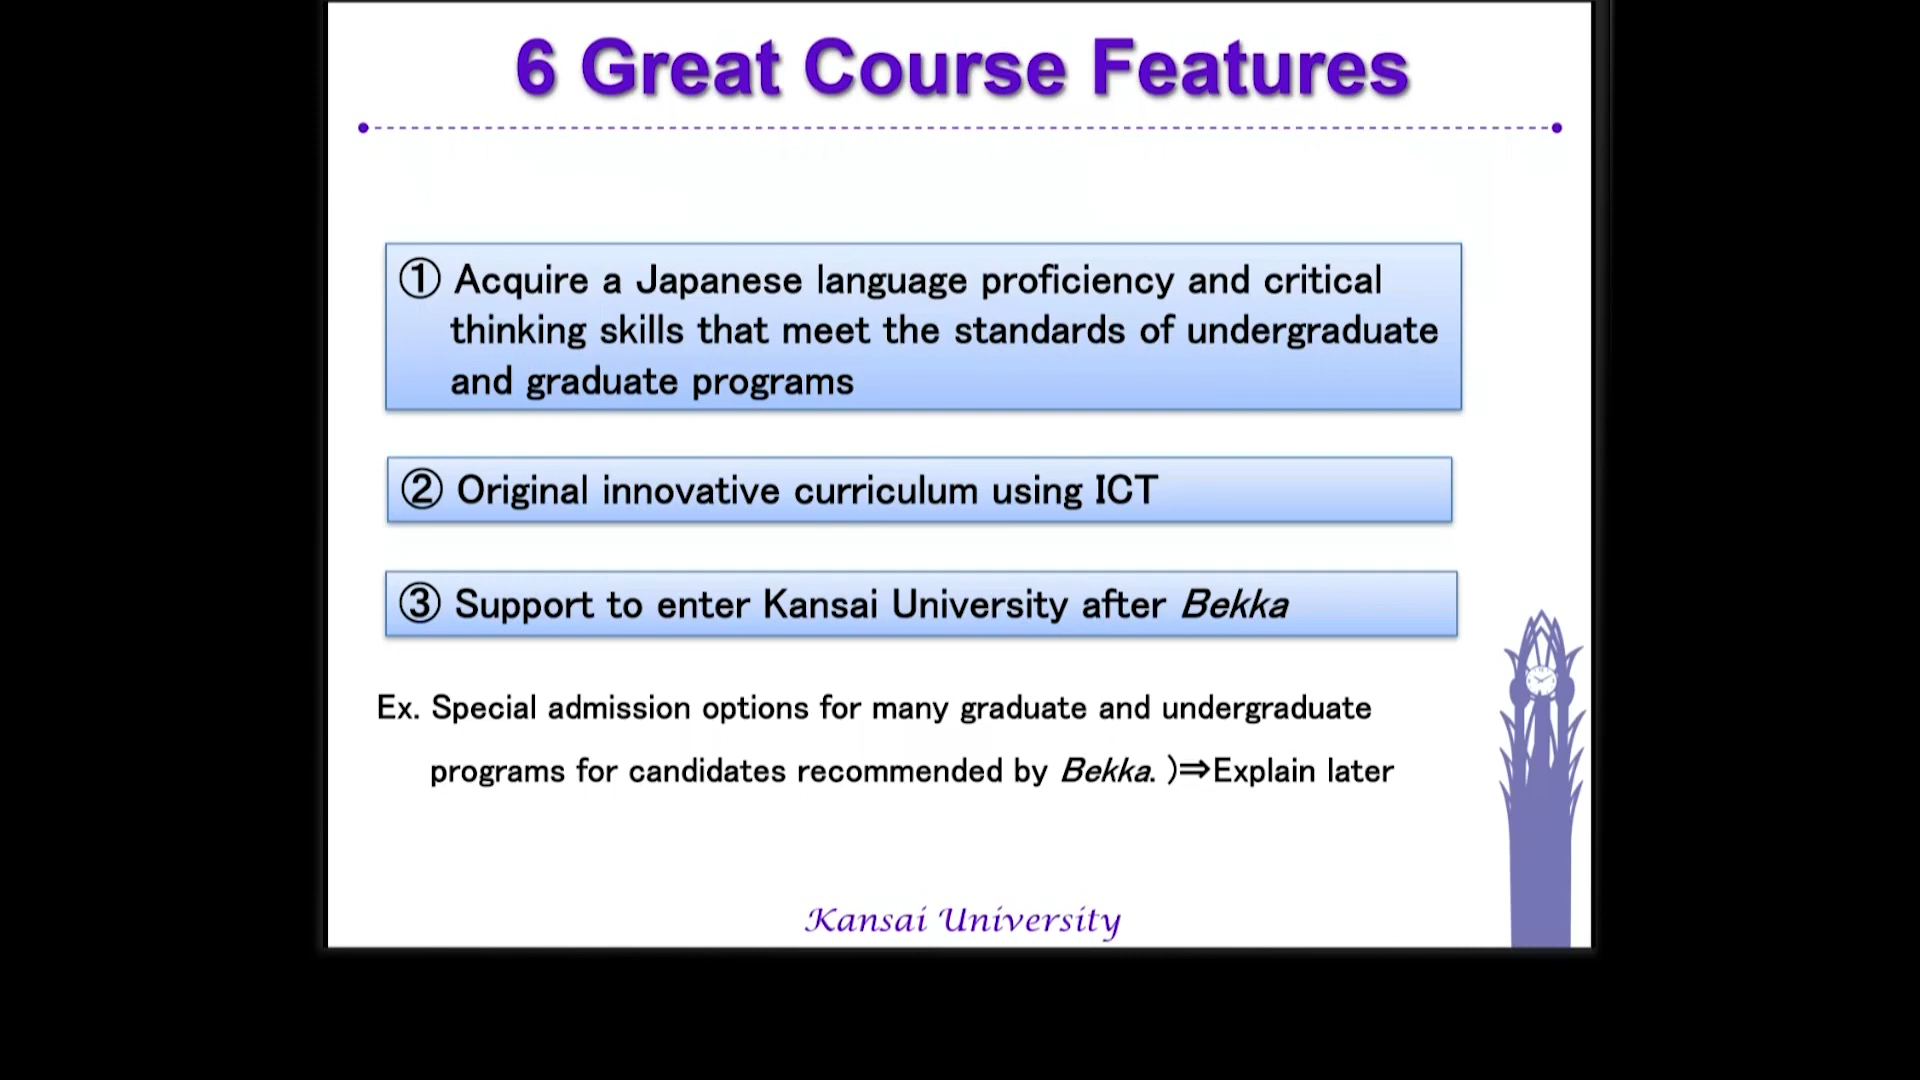 6 Great Course Features
① Acquire a Japanese language proficiency and critical
thinking skills that meet the standards of undergraduate
and graduate programs
② Original innovative curriculum using ICT
③ Support to enter Kansai University after Bekka
Ex. Special admission options for many graduate and undergraduate
programs for candidates recommended by Bekka. )⇒Explain later
Kansai University